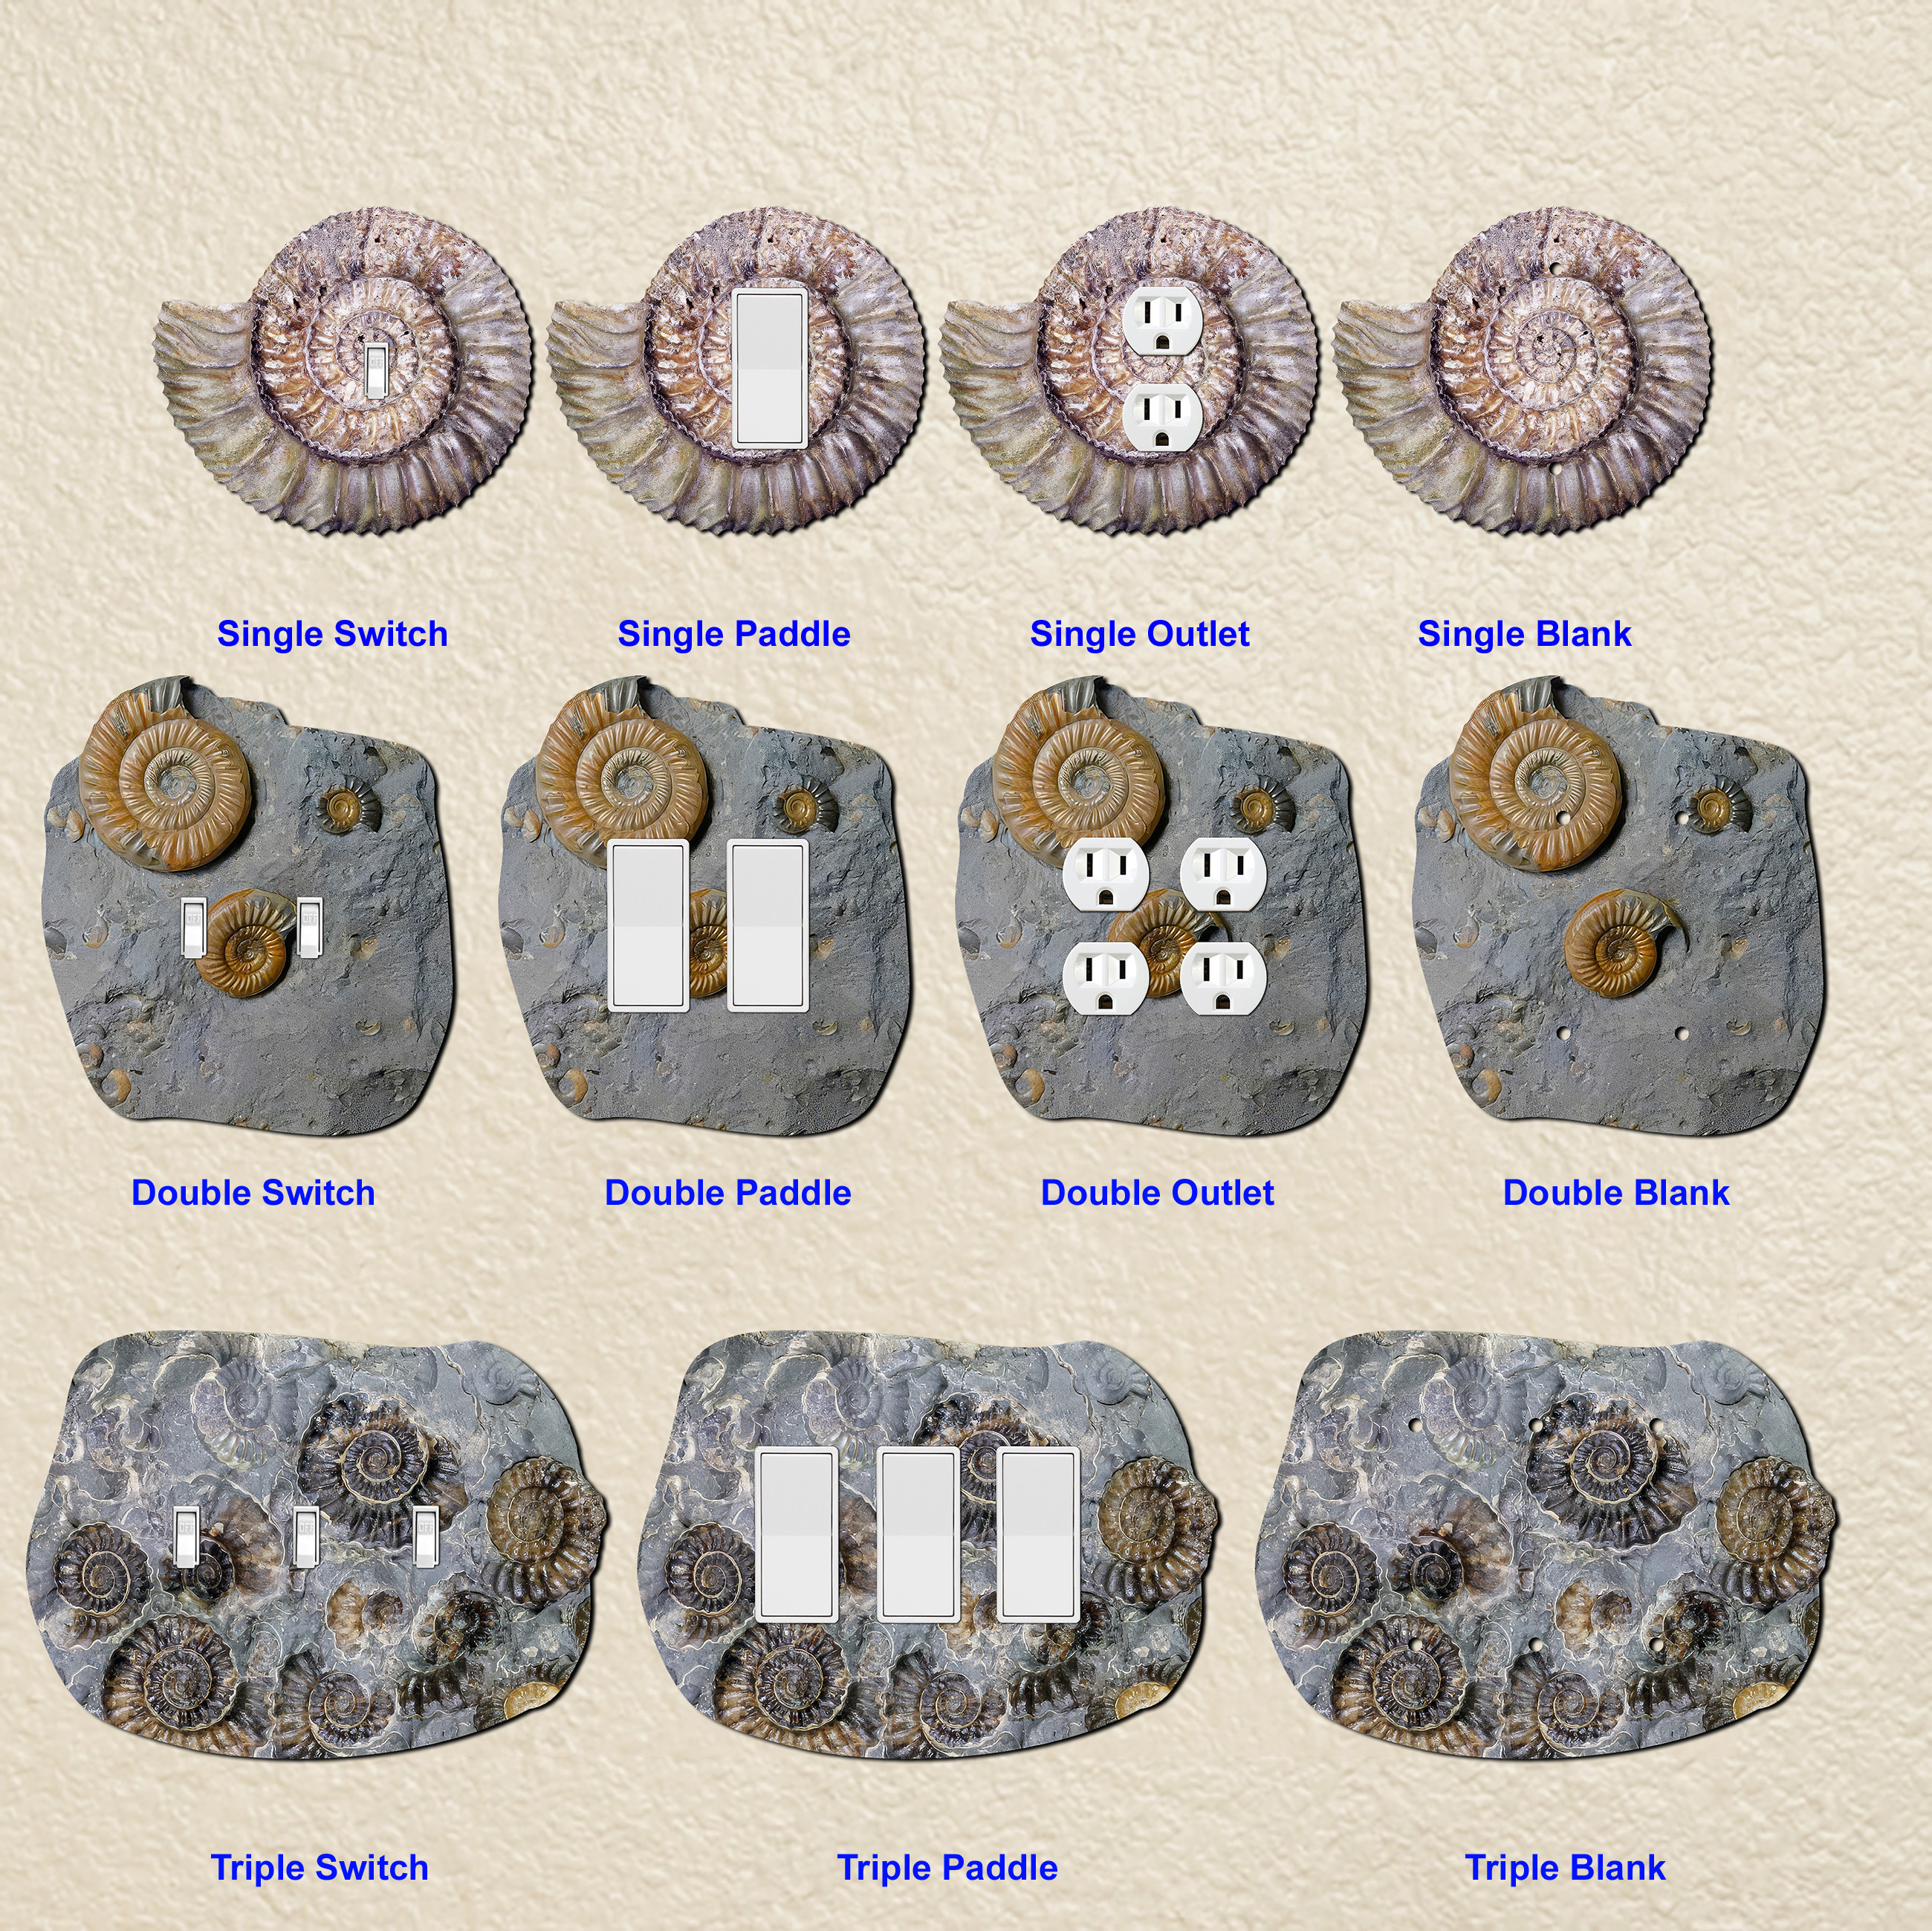 Single Switch
Single Paddle
Single Outlet
Single Blank
Double Switch
Double Paddle
Double Outlet
Double Blank
Triple Switch
Triple Paddle
Triple Blank